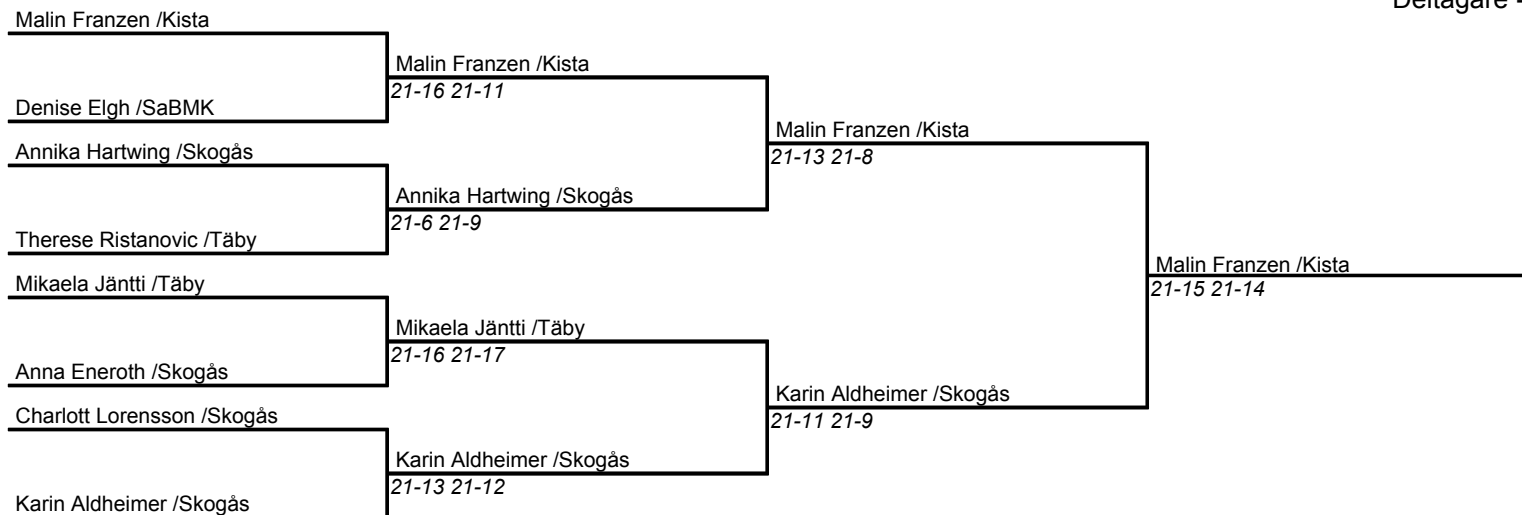 Deltagare -
Malin Franzen /Kista
Malin Franzen /Kista
21-16 21-11
Denise Elgh /SaBMK
Malin Franzen /Kista
21-13 21-8
Annika Hartwing /Skogås
Annika Hartwing /Skogås
21-6 21-9
Therese Ristanovic /Täby
Malin Franzen /Kista
21-15 21-14
Mikaela Jäntti /Täby
Mikaela Jäntti /Täby
21-16 21-17
Anna Eneroth /Skogås
Karin Aldheimer /Skogås
21-11 21-9
Charlott Lorensson /Skogås
Karin Aldheimer /Skogås
21-13 21-12
Karin Aldheimer /Skogås